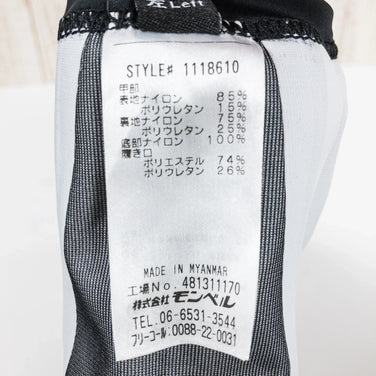 左Left
STYLE# 1118610
甲部
表地ナイロン 85%
ポリウレタン 15%
裏地ナイロン 75%
ポリウレタン 25%
底部ナイロン 100%
履き口
ポリエステル 74%
ポリウレタン 26%
MADE IN MYANMAR
工場No.481311170
株式会社モンベル
TEL.06-6531-3544
フリーコール:0088-22-0031